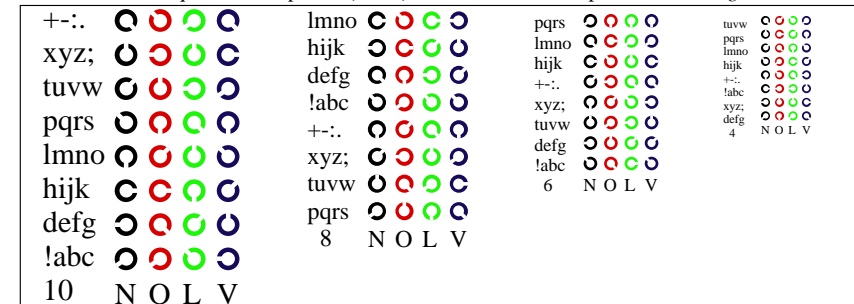 +-:.
xyz;
tuvw
pqrs
lmno
hijk
defg
!abc
10 N O L V
lmno
hijk
defg
!abc
+-:.
xyz;
tuvw
pqrs
8 N O L V
pqrs
lmno
hijk
+-:.
xyz;
tuvw
defg
!abc
6 N O L V
tuvw
pqrs
lmno
hijk
+-:.
!abc
xyz;
defg
4 N O L V